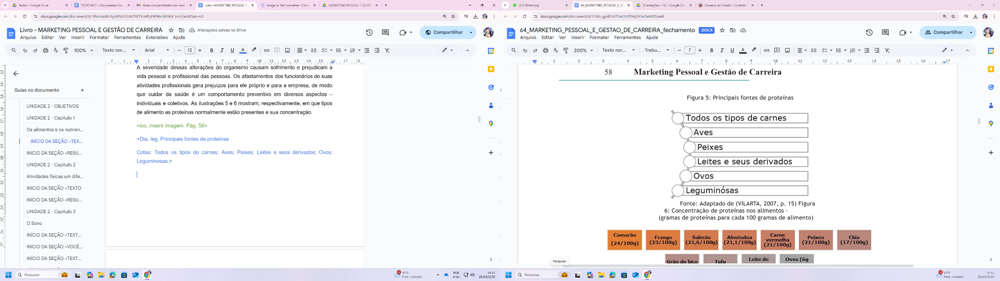 Textos - Google Drive
TEXTO MST - Documentos Goo
Pasta compartilhada com você
Livro - MARKETING PESSOAL E
Image to Text converter - Extra
MARKETING PESSOAL E GESTÃ
docs.google.com/document/d/14SmhudAJ5ysWSdU3zXiZRK7VuHPyPiER6mVG4sV_hmY/edit?tab=t.0
Livro - MARKETING PESSOAL E GESTÃO DE CARREIRA
Alterações salvas no Drive
Arquivo Editar Ver Inserir Formatar Ferramentas Extensões Ajuda
Compartilhar
100% Texto nor... Arial 12
Guias no documento
UNIDADE 2 - OBJETIVOS
UNIDADE 2 - Capítulo 1
Os alimentos e os nutrien...
INÍCIO DA SEÇÃO <TEX...
INÍCIO DA SEÇÃO <RESU...
UNIDADE 2 - Capítulo 2
Atividades físicas um dife...
INÍCIO DA SEÇÃO <TEXTO
INÍCIO DA SEÇÃO <RESU...
UNIDADE 2 - Capítulo 3
O Sono
INÍCIO DA SEÇÃO <TEXT...
INÍCIO DA SEÇÃO <VOCÊ...
INÍCIO DA SEÇÃO <TEXT...
A severidade dessas alterações do organismo causam sofrimento e prejudicam a
vida pessoal e profissional das pessoas. Os afastamentos dos funcionários de suas
atividades profissionais gera prejuízos para ele próprio e para a empresa, de modo
que cuidar da saúde é um comportamento preventivo em diversos aspectos –
individuais e coletivos. As ilustrações 5 e 6 mostram, respectivamente, em que tipos
de alimento as proteínas normalmente estão presentes e sua concentração.
<ico, inserir imagem. Pág. 58>
<Dia, leg: Principais fontes de proteínas
Cotas: Todos os tipos de carnes; Aves; Peixes; Leites e seus derivados; Ovos;
Leguminosas.>
Pesquisar
27°C
Pred. nublado
POR
PTB2
14:22
28/03/2025
(44) WhatsApp
64_MARKETING_PESSOAL_E_GE
Orientações - FIC - Google Driv
Governo do Estado - Controle
docs.google.com/document/d/1C40s_gpdDLVZGeGYLPRAjj3KJwZa6XX0/edit
64_MARKETING_PESSOAL_E_GESTAO_DE_CARREIRA_fechamento .DOCX
Arquivo Editar Ver Inserir Formatar Ferramentas Ajuda
Compartilhar
200% Texto nor... Trebu... 7
58 Marketing Pessoal e Gestão de Carreira
Figura 5: Principais fontes de proteínas
Todos os tipos de carnes
Aves
Peixes
Leites e seus derivados
Ovos
Leguminósas
Fonte: Adaptado de (VILARTA, 2007, p. 15) Figura
6: Concentração de proteínas nos alimentos -
(gramas de proteínas para cada 100 gramas de alimento)
Camarão (24/100g)
Frango (23/100g)
Salmão (21,6/100g)
Almêndoa (21,1/100g)
Carne vermelha (21/100g)
Peixes (21/100g)
Chia (17/100g)
Grão de bico
Tofu
Leite de
Ovos (6g
Pesquisar
Pesquisar
27°C
Pred. nublado
14:22
28/03/2025